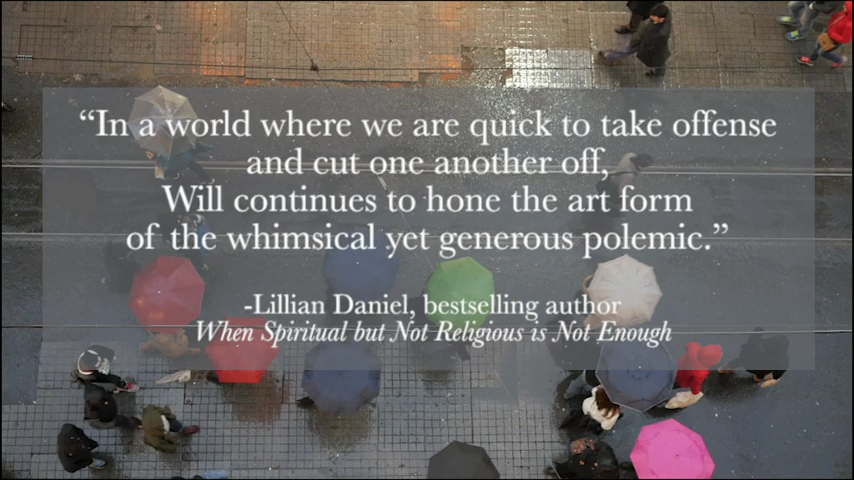 “In a world where we are quick to take offense
and cut one another off,
Will continues to hone the art form
of the whimsical yet generous polemic.”
-Lillian Daniel, bestselling author
When Spiritual but Not Religious is Not Enough